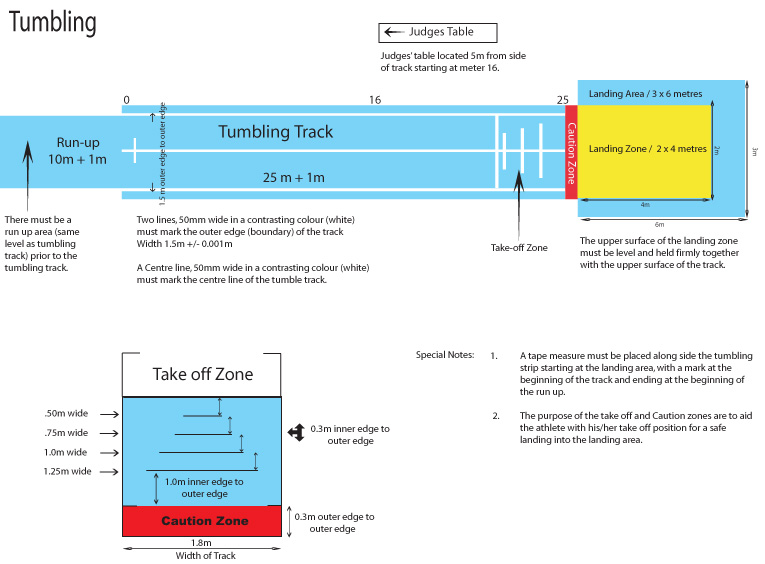 Tumbling
Judges Table
Judges' table located 5m from side
of track starting at meter 16.
0
16
25
Landing Area / 3 x 6 metres
Run-up
10m + 1m
1.5 m outer edge to outer edge
Tumbling Track
25 m + 1m
Caution Zone
Landing Zone / 2 x 4 metres
2m
3m
4m
6m
There must be a
run up area (same
level as tumbling
track) prior to the
tumbling track.
Two lines, 50mm wide in a contrasting colour (white)
must mark the outer edge (boundary) of the track
Width 1.5m +/- 0.001m
A Centre line, 50mm wide in a contrasting colour (white)
must mark the centre line of the tumble track.
Take-off Zone
The upper surface of the landing zone
must be level and held firmly together
with the upper surface of the track.
Take off Zone
.50m wide
.75m wide
1.0m wide
1.25m wide
0.3m inner edge to
outer edge
1.0m inner edge to
outer edge
Caution Zone
0.3m outer edge to
outer edge
1.8m
Width of Track
Special Notes:
1. A tape measure must be placed along side the tumbling
strip starting at the landing area, with a mark at the
beginning of the track and ending at the beginning of
the run up.
2. The purpose of the take off and Caution zones are to aid
the athlete with his/her take off position for a safe
landing into the landing area.